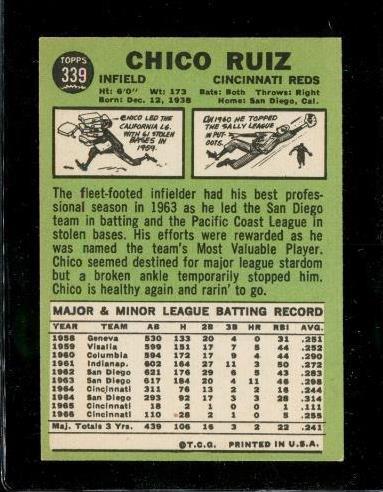 TOPPS
339
CHICO RUIZ
INFIELD CINCINNATI REDS
Ht: 6'0" Wt: 173 Bats: Both Throws: Right
Born: Dec. 12, 1938 Home: San Diego, Cal.
CHICO LED THE
CALIFORNIA LG.
WITH 61 STOLEN
BASES IN
1959.
IN 1960 HE TOPPED
THE SALLY LEAGUE
IN PUT-
OUTS.
The fleet-footed infielder had his best profes-
sional season in 1963 as he led the San Diego
team in batting and the Pacific Coast League in
stolen bases. His efforts were rewarded as he
was named the team's Most Valuable Player.
Chico seemed destined for major league stardom
but a broken ankle temporarily stopped him.
Chico is healthy again and rarin' to go.
MAJOR & MINOR LEAGUE BATTING RECORD
YEAR TEAM AB H 2B 3B HR RBI AVG.
1958 Geneva 530 133 20 4 0 31 .251
1959 Visalia 599 151 17 7 5 44 .252
1960 Columbia 594 172 17 9 4 44 .290
1961 Indianap. 602 164 27 11 3 50 .272
1962 San Diego 621 176 29 6 5 43 .283
1963 San Diego 617 184 20 4 11 46 .298
1964 Cincinnati 311 76 13 2 2 16 .244
1964 San Diego 293 92 17 3 3 28 .314
1965 Cincinnati 18 2 1 0 0 1 .111
1966 Cincinnati 110 28 2 1 0 5 .255
Maj. Totals 3 Yrs. 439 106 16 3 2 22 .241
©T.C.G. PRINTED IN U.S.A.